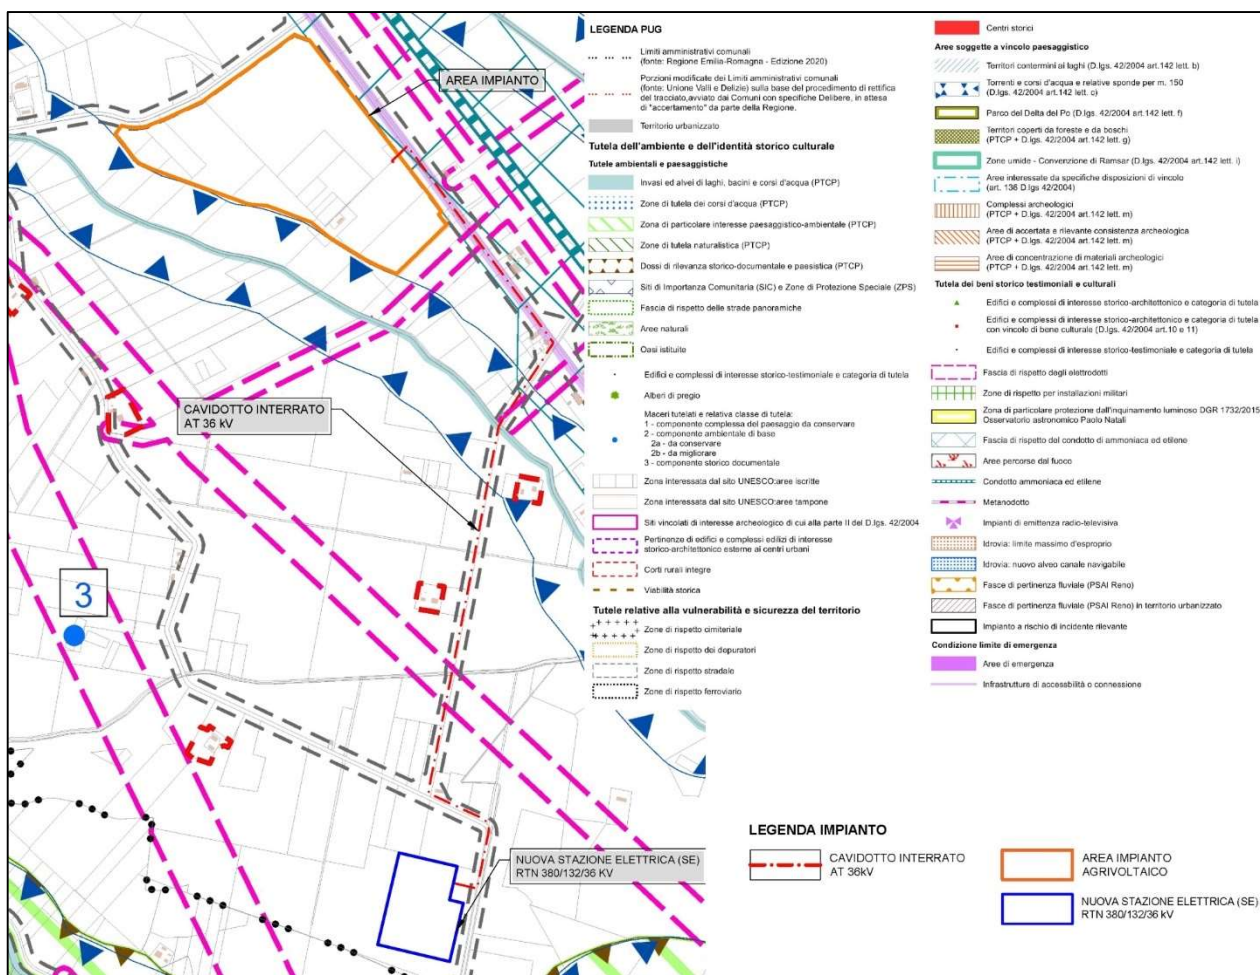 AREA IMPIANTO
CAVIDOTTO INTERRATO
AT 36 kV
3
NUOVA STAZIONE ELETTRICA (SE)
RTN 380/132/36 KV
LEGENDA PUG
Limiti amministrativi comunali
(fonte: Regione Emilia-Romagna - Edizione 2020)
Porzioni modificate dei Limiti amministrativi comunali
(fonte: Unione Valli e Delizie) sulla base del procedimento di rettifica
del tracciato,avviato dai Comuni con specifiche Delibere, in attesa
di "accertamento" da parte della Regione.
Territorio urbanizzato
Tutele dell'ambiente e dell'identità storico culturale
Tutele ambientali e paesaggistiche
Invasi ed alvei di laghi, bacini e corsi d'acqua (PTCP)
Zone di tutela dei corsi d'acqua (PTCP)
Zona di particolare interesse paesaggistico-ambientale (PTCP)
Zone di tutela naturalistica (PTCP)
Dossi di rilevanza storico-documentale e paesistica (PTCP)
Siti di Importanza Comunitaria (SIC) e Zone di Protezione Speciale (ZPS)
Fascia di rispetto delle strade panoramiche
Aree naturali
Oasi istituite
Edifici e complessi di interesse storico-testimoniale e categoria di tutela
Alberi di pregio
Maceri tutelati e relativa classe di tutela:
1 - componente complessa del paesaggio da conservare
2 - componente ambientale di base
2a - da conservare
2b - da migliorare
3 - componente storico documentale
Zona interessata dal sito UNESCO:aree iscritte
Zona interessata dal sito UNESCO:aree tampone
Siti vincolati di interesse archeologico di cui alla parte II del D.lgs. 42/2004
Pertinenze di edifici e complessi edilizi di interesse
storico-architettonico esterne ai centri urbani
Corti rurali integre
Viabilità storica
Tutele relative alla vulnerabilità e sicurezza del territorio
Zone di rispetto cimiteriale
Zone di rispetto dei depuratori
Zone di rispetto stradale
Zone di rispetto ferroviario
Centri storici
Aree soggette a vincolo paesaggistico
Territori contermini ai laghi (D.lgs. 42/2004 art.142 lett. b)
Torrenti e corsi d'acqua e relative sponde per m. 150
(D.lgs. 42/2004 art.142 lett. c)
Parco del Delta del Po (D.lgs. 42/2004 art.142 lett. f)
Territori coperti da foreste e da boschi
(PTCP + D.lgs. 42/2004 art.142 lett. g)
Zone umide - Convenzione di Ramsar (D.lgs. 42/2004 art.142 lett. i)
Aree interessate da specifiche disposizioni di vincolo
(art. 136 D.lgs 42/2004)
Complessi archeologici
(PTCP + D.lgs. 42/2004 art.142 lett. m)
Aree di accertata e rilevante consistenza archeologica
(PTCP + D.lgs. 42/2004 art.142 lett. m)
Aree di concentrazione di materiali archeologici
(PTCP + D.lgs. 42/2004 art.142 lett. m)
Tutela dei beni storico testimoniali e culturali
Edifici e complessi di interesse storico-architettonico e categoria di tutela
Edifici e complessi di interesse storico-architettonico e categoria di tutela
con vincolo di bene culturale (D.lgs. 42/2004 art.10 e 11)
Edifici e complessi di interesse storico-testimoniale e categoria di tutela
Fascia di rispetto degli elettrodotti
Zone di rispetto per installazioni militari
Zona di particolare protezione dall'inquinamento luminoso DGR 1732/2015
Osservatorio astronomico Paolo Natali
Fascia di rispetto del condotto di ammoniaca ed etilene
Aree percorse dal fuoco
Condotto ammoniaca ed etilene
Metanodotto
Impianti di emittenza radio-televisiva
Idrovia: limite massimo d'esproprio
Idrovia: nuovo alveo canale navigabile
Fasce di pertinenza fluviale (PSAI Reno)
Fasce di pertinenza fluviale (PSAI Reno) in territorio urbanizzato
Impianto a rischio di incidente rilevante
Condizione limite di emergenza
Aree di emergenza
Infrastrutture di accessibilità o connessione
LEGENDA IMPIANTO
CAVIDOTTO INTERRATO
AT 36kV
AREA IMPIANTO
AGRIVOLTAICO
NUOVA STAZIONE ELETTRICA (SE)
RTN 380/132/36 KV